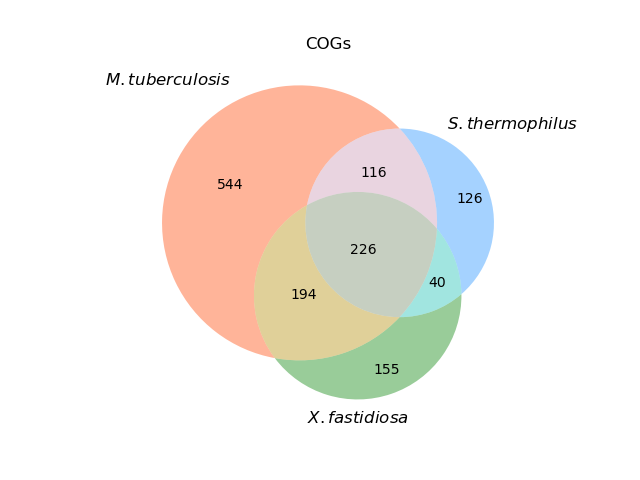 COGs
M.tuberculosis
S.thermophilus
544
116
126
226
40
194
155
X.fastidiosa